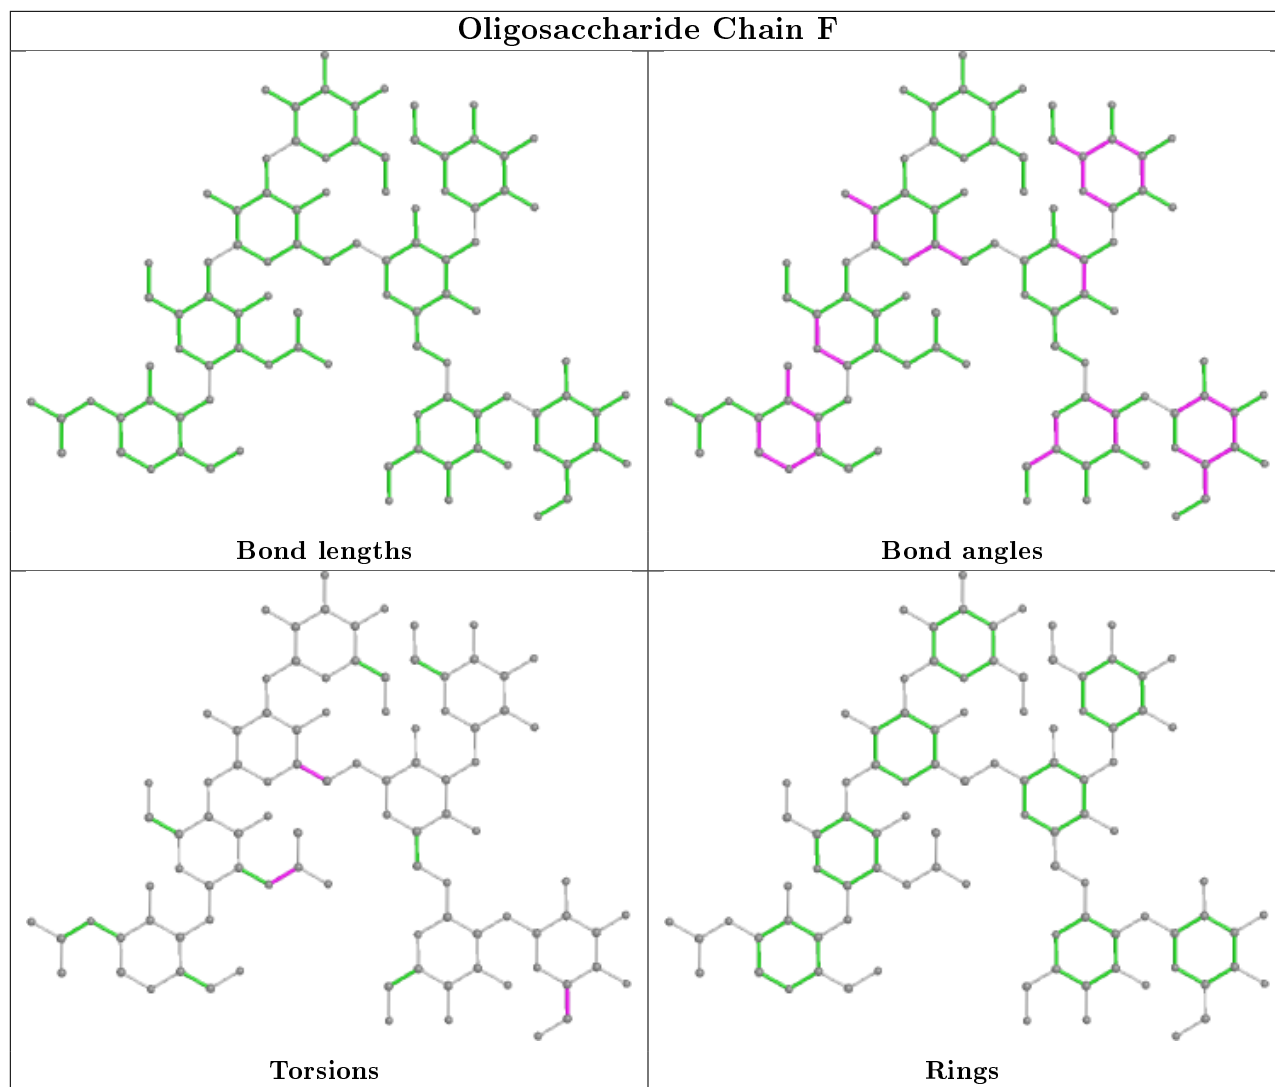 Oligosaccharide Chain F
Bond lengths
Bond angles
Torsions
Rings